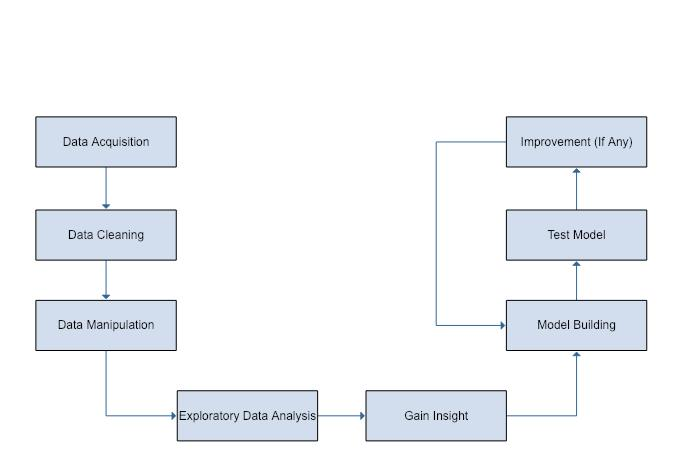 Data Acquisition
Data Cleaning
Data Manipulation
Exploratory Data Analysis
Gain Insight
Model Building
Test Model
Improvement (If Any)